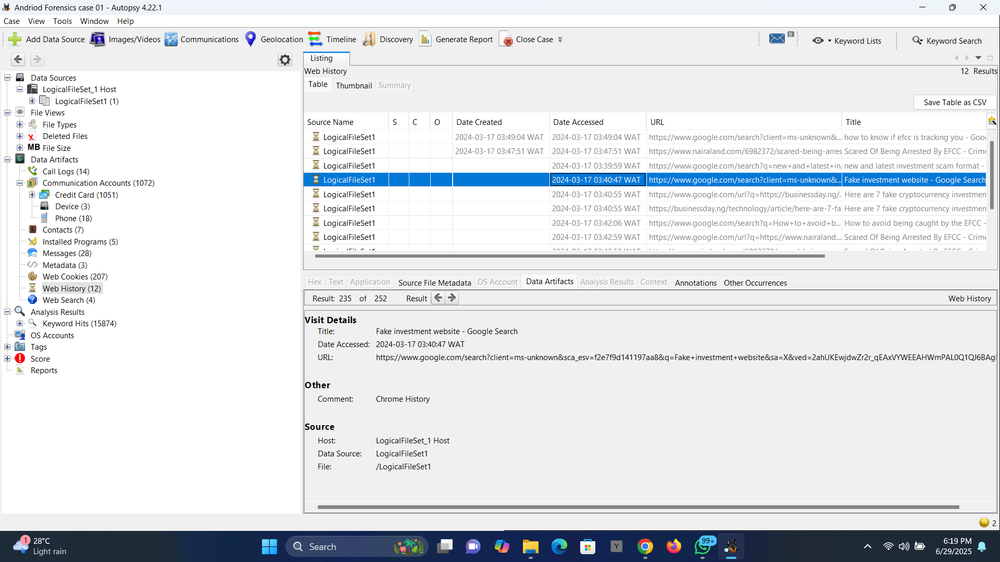 Andriod Forensics case 01 - Autopsy 4.22.1
Case View Tools Window Help
Add Data Source Images/Videos Communications Geolocation Timeline Discovery Generate Report Close Case 8 Keyword Lists Keyword Search
Data Sources
LogicalFileSet_1 Host
LogicalFileSet1 (1)
File Views
File Types
Deleted Files
MB File Size
Data Artifacts
Call Logs (14)
Communication Accounts (1072)
Credit Card (1051)
Device (3)
Phone (18)
Contacts (7)
Installed Programs (5)
Messages (28)
Metadata (3)
Web Cookies (207)
Web History (12)
Web Search (4)
Analysis Results
Keyword Hits (15874)
OS Accounts
Tags
Score
Reports
Listing
Web History 12 Results
Table Thumbnail Summary
Save Table as CSV
Source Name S C O Date Created Date Accessed URL Title
LogicalFileSet1 2024-03-17 03:49:04 WAT 2024-03-17 03:49:04 WAT https://www.google.com/search?client=ms-unknown&... how to know if efcc is tracking you - Goo
LogicalFileSet1 2024-03-17 03:47:51 WAT 2024-03-17 03:47:51 WAT https://www.nairaland.com/6982372/scared-being-arres Scared Of Being Arrested By EFCC - Crime
LogicalFileSet1 2024-03-17 03:39:59 WAT https://www.google.com/search?q=new+and+latest+in. new and latest investment scam format -
LogicalFileSet1 2024-03-17 03:40:47 WAT https://www.google.com/search?client=ms-unknown&... Fake investment website - Google Search
LogicalFileSet1 2024-03-17 03:40:55 WAT https://www.google.com/url?q=https://businessday.ng/. Here are 7 fake cryptocurrency investmen
LogicalFileSet1 2024-03-17 03:40:55 WAT https://businessday.ng/technology/article/here-are-7-fa Here are 7 fake cryptocurrency investmen
LogicalFileSet1 2024-03-17 03:42:06 WAT https://www.google.com/search?q=How+to+avoid+b... How to avoid being caught by the EFCC -
LogicalFileSet1 2024-03-17 03:42:59 WAT https://www.google.com/url?q=https://www.nairaland.... Scared Of Being Arrested By EFCC - Crime
Hex Text Application Source File Metadata OS Account Data Artifacts Analysis Results Context Annotations Other Occurrences
Result: 235 of 252 Result Web History
Visit Details
Title: Fake investment website - Google Search
Date Accessed: 2024-03-17 03:40:47 WAT
URL: https://www.google.com/search?client=ms-unknown&sca_esv=f2e7f9d141197aa8&q=Fake+investment+website&sa=X&ved=2ahUKEwjdwZr2r_qEAxVYWEEAHWmPAL0Q1QJ6BAg
Other
Comment: Chrome History
Source
Host: LogicalFileSet_1 Host
Data Source: LogicalFileSet1
File: /LogicalFileSet1
2
1 28°C
Light rain
Search
Y
99+
6:19 PM
6/29/2025